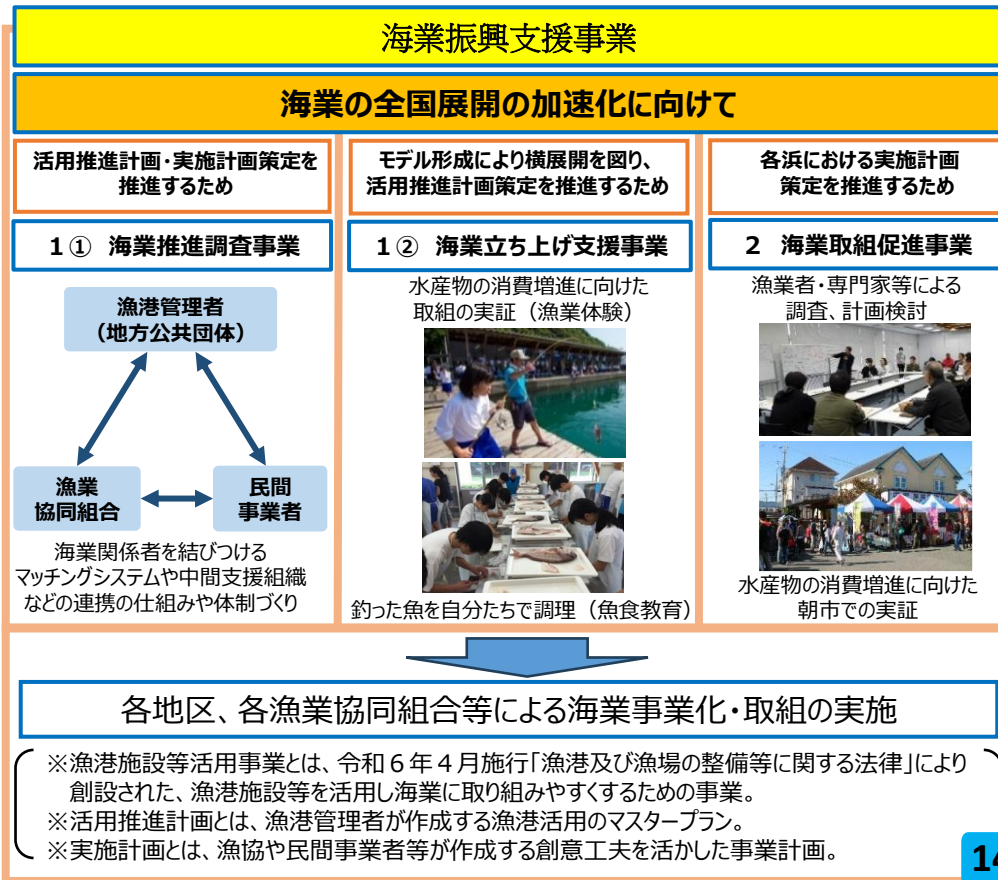 海業振興支援事業
海業の全国展開の加速化に向けて
活用推進計画・実施計画策定を
推進するため
1① 海業推進調査事業
漁港管理者
(地方公共団体)
漁業
協同組合
民間
事業者
海業関係者を結びつける
マッチングシステムや中間支援組織
などの連携の仕組みや体制づくり
モデル形成により横展開を図り、
活用推進計画策定を推進するため
1② 海業立ち上げ支援事業
水産物の消費増進に向けた
取組の実証(漁業体験)
釣った魚を自分たちで調理(魚食教育)
各浜における実施計画
策定を推進するため
2 海業取組促進事業
漁業者・専門家等による
調査、計画検討
水産物の消費増進に向けた
朝市での実証
各地区、各漁業協同組合等による海業事業化・取組の実施
※漁港施設等活用事業とは、令和6年4月施行「漁港及び漁場の整備等に関する法律」により
創設された、漁港施設等を活用し海業に取り組みやすくするための事業。
※活用推進計画とは、漁港管理者が作成する漁港活用のマスタープラン。
※実施計画とは、漁協や民間事業者等が作成する創意工夫を活かした事業計画。
14